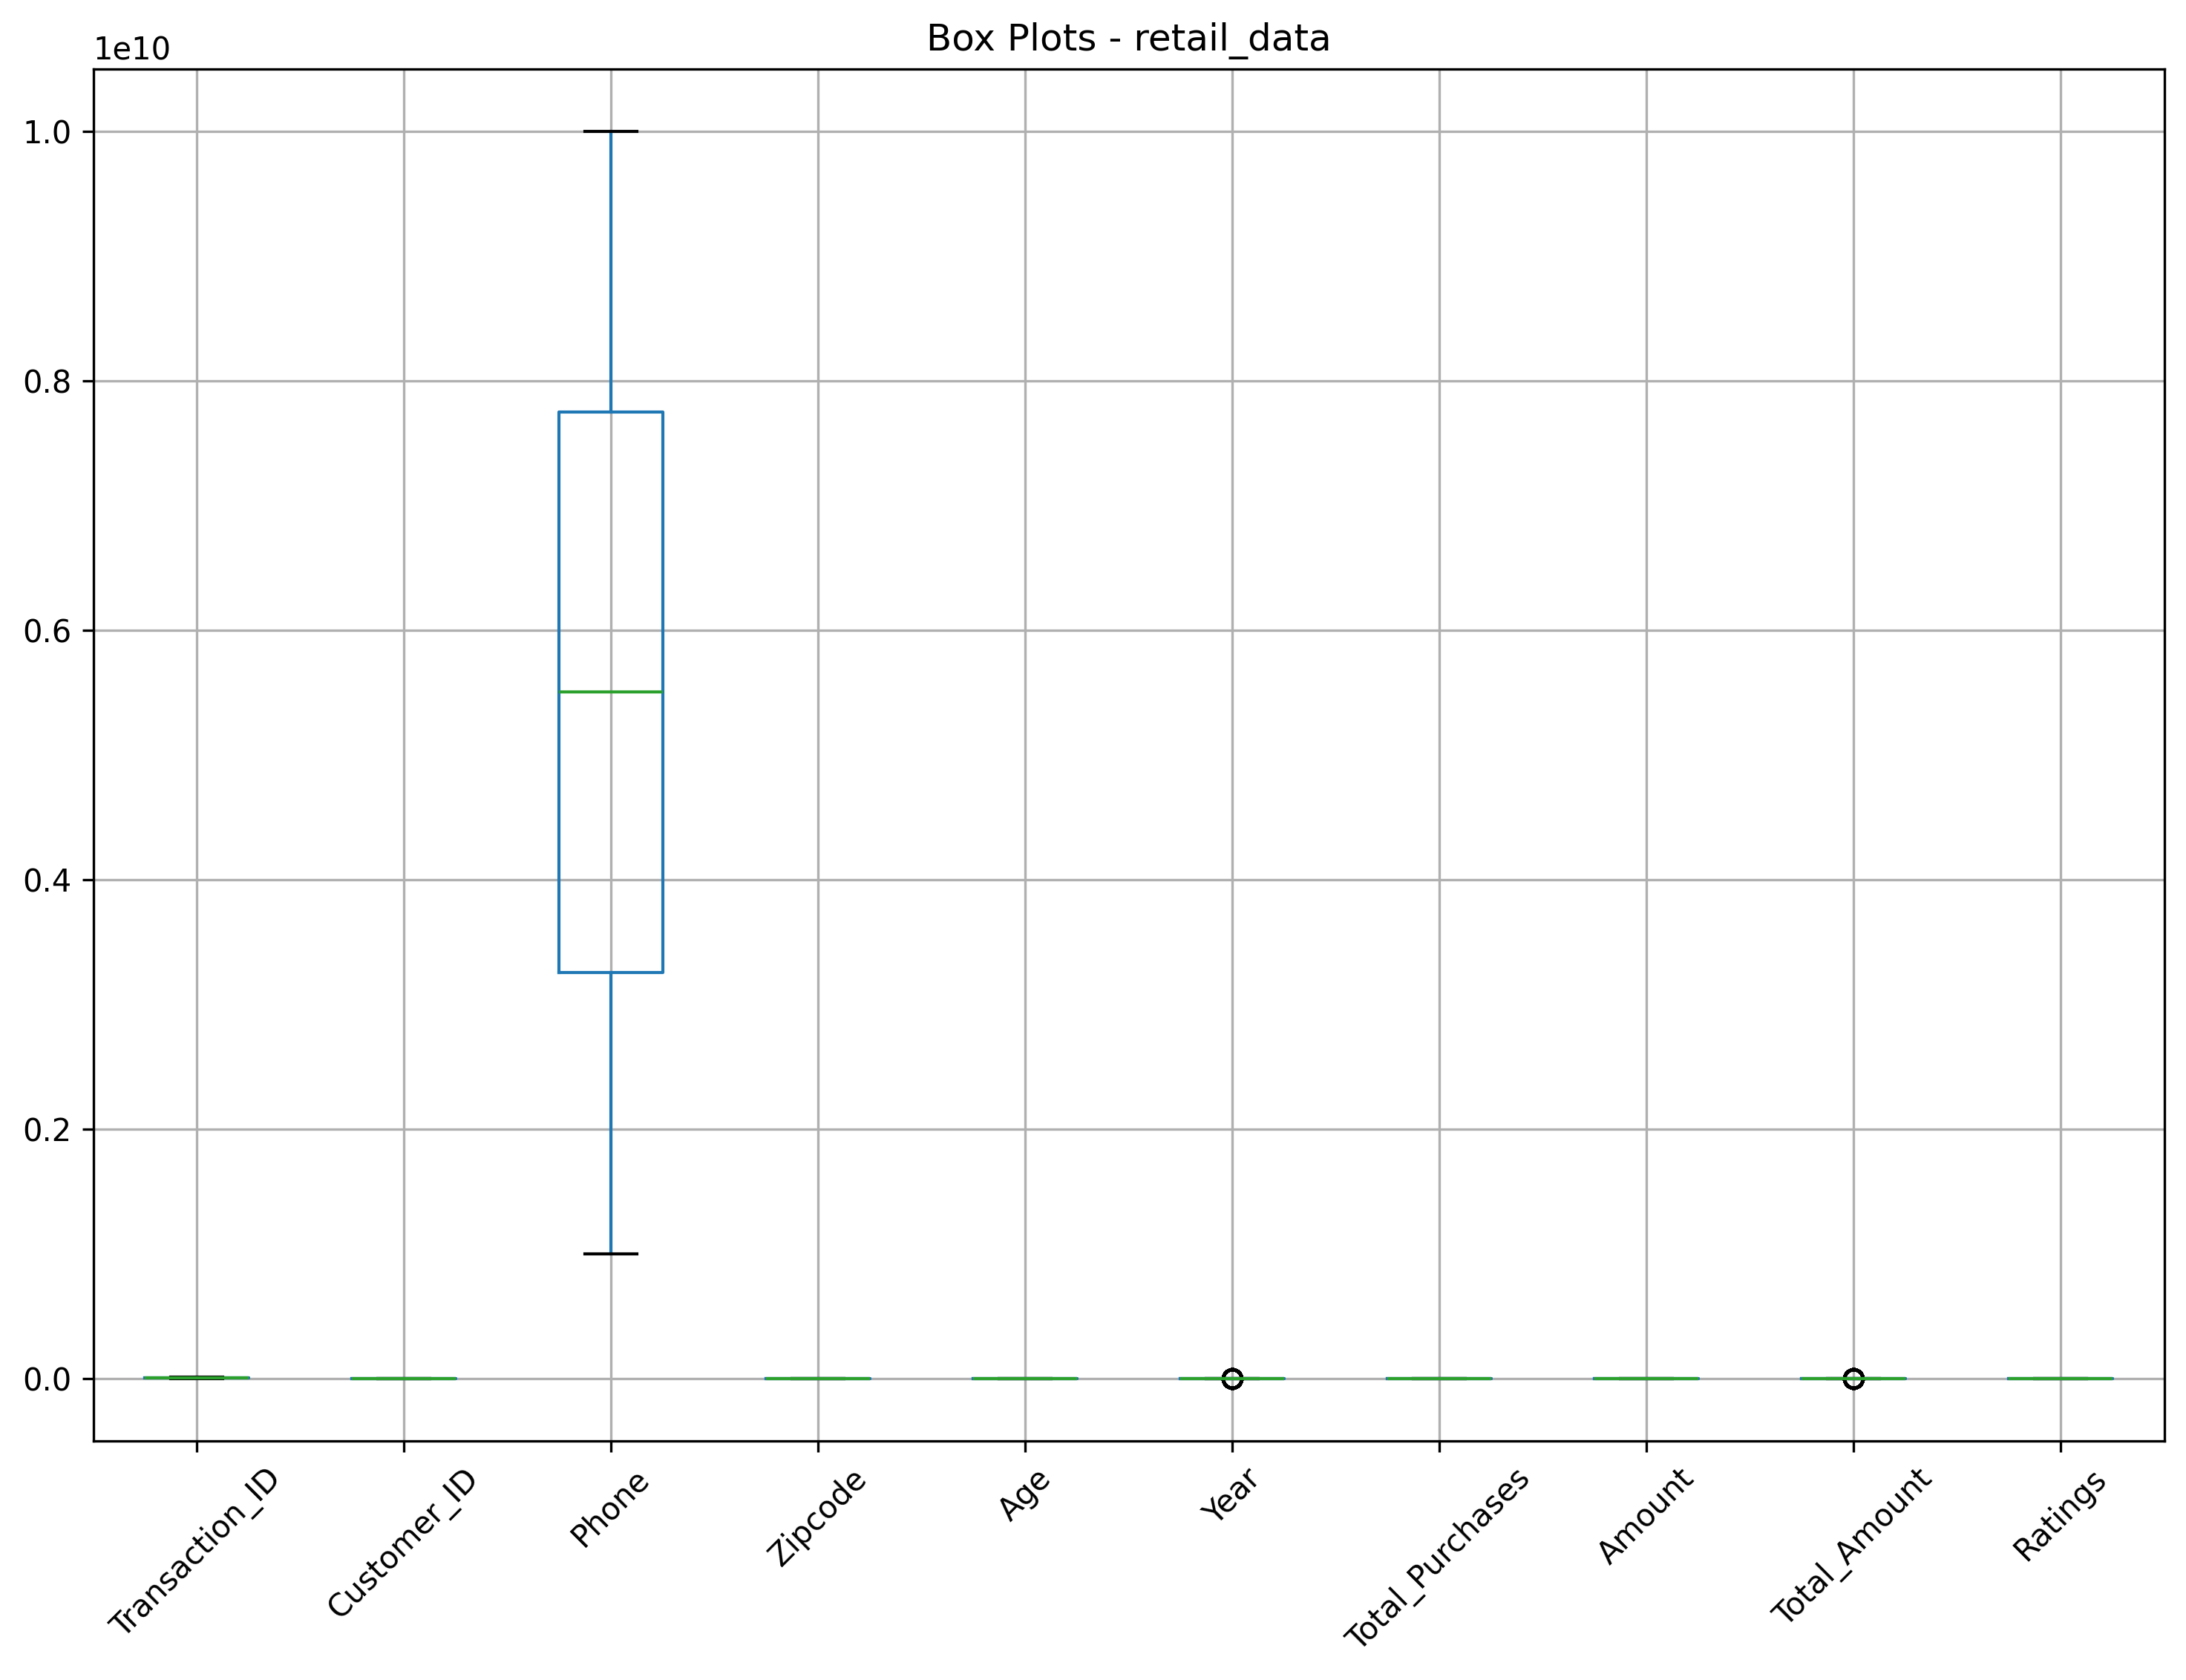 Box Plots - retail_data
1e10
1.0
0.8
0.6
0.4
0.2
0.0
Transaction_ID
Customer_ID
Phone
Zipcode
Age
Year
Total_Purchases
Amount
Total_Amount
Ratings